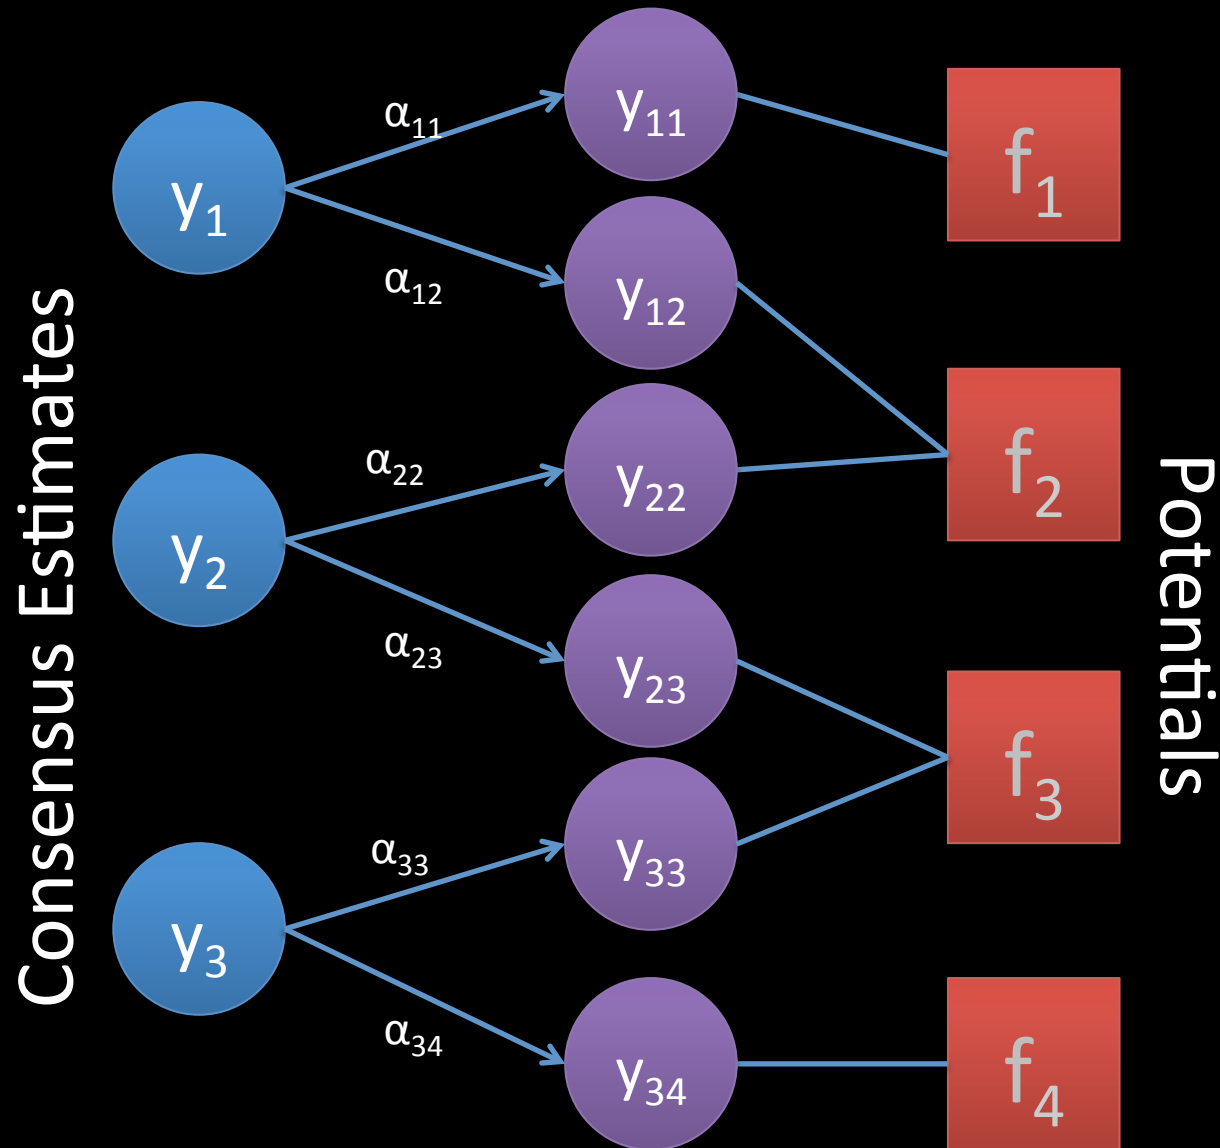 Consensus Estimates
y₁
y₂
y₃
α₁₁
α₁₂
α₂₂
α₂₃
α₃₃
α₃₄
y₁₁
y₁₂
y₂₂
y₂₃
y₃₃
y₃₄
f₁
f₂
f₃
f₄
Potentials